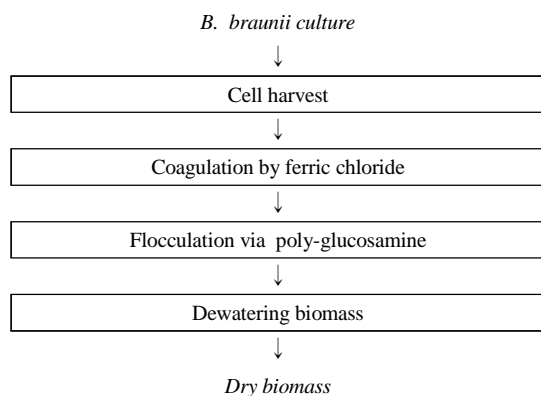 B. braunii culture
Cell harvest
Coagulation by ferric chloride
Flocculation via poly-glucosamine
Dewatering biomass
Dry biomass